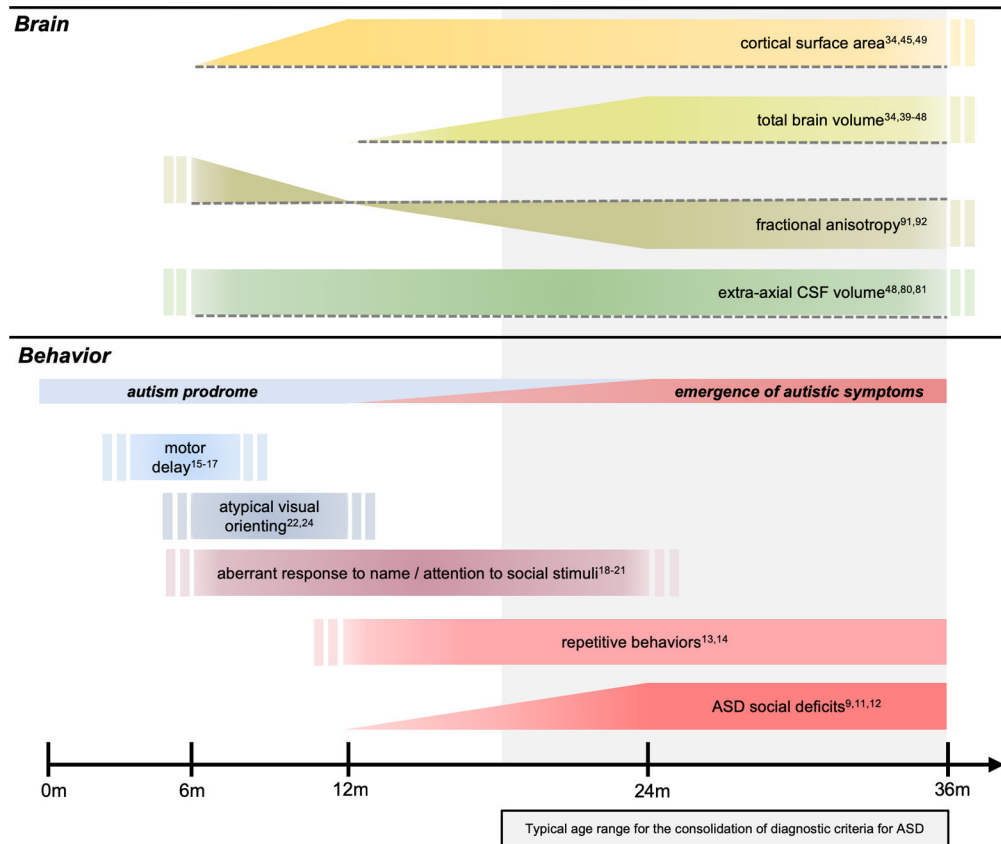 Brain
cortical surface area34,45,49
total brain volume34,39-48
fractional anisotropy91,92
extra-axial CSF volume48,80,81
Behavior
autism prodrome
emergence of autistic symptoms
motor
delay15-17
atypical visual
orienting22,24
aberrant response to name / attention to social stimuli18-21
repetitive behaviors13,14
ASD social deficits9,11,12
0m
6m
12m
24m
36m
Typical age range for the consolidation of diagnostic criteria for ASD